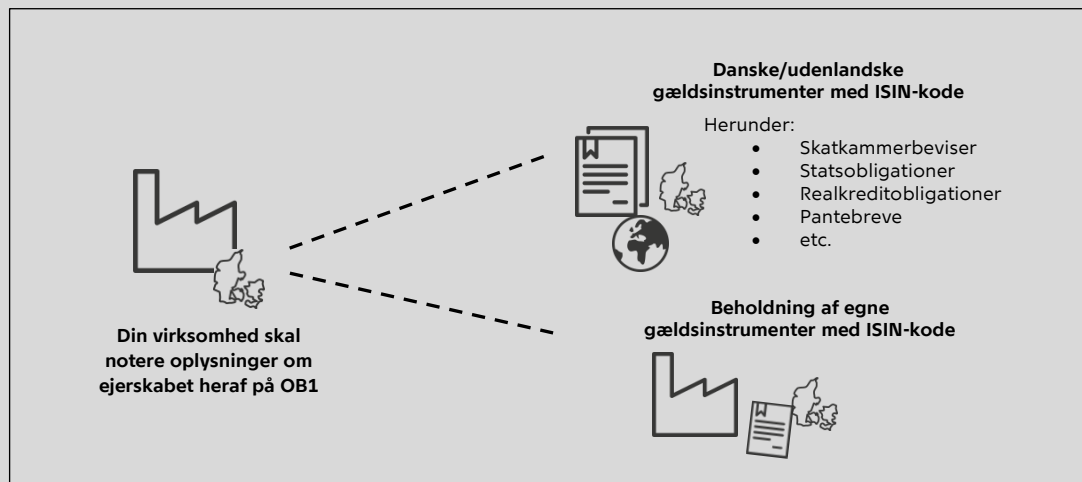 Danske/udenlandske
gældsinstrumenter med ISIN-kode
Herunder:
• Skatkammerbeviser
• Statsobligationer
• Realkreditobligationer
• Pantebreve
• etc.
Din virksomhed skal
notere oplysninger om
ejerskabet heraf på OB1
Beholdning af egne
gældsinstrumenter med ISIN-kode